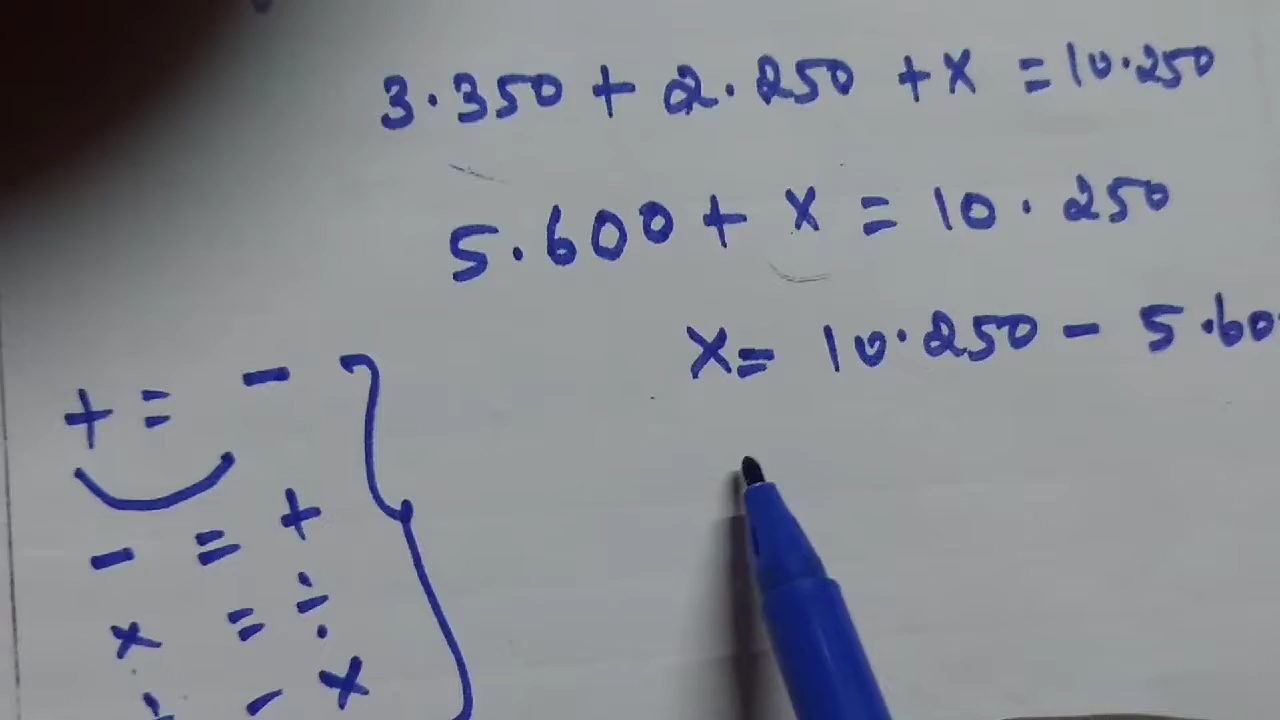 3.350 + 2.250 + x = 10.250
5.600 + x = 10.250
x = 10.250 - 5.60
+ = -
- = +
x = ÷
÷ - x